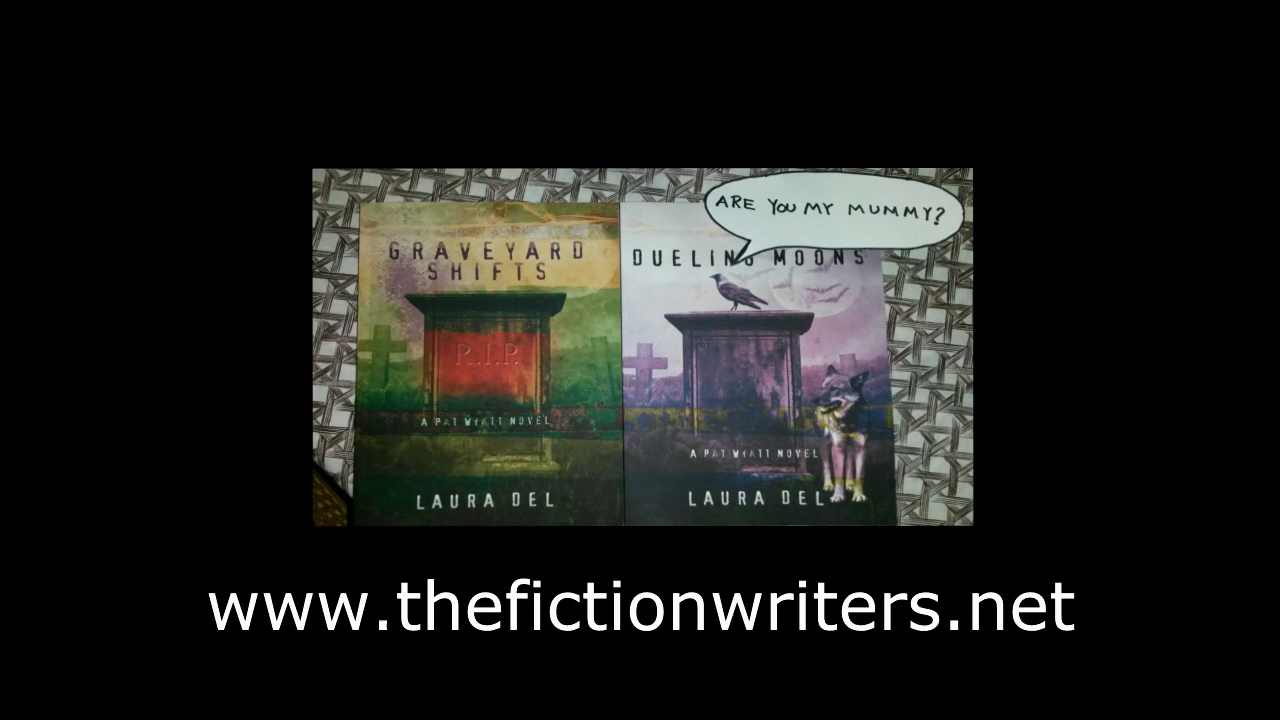 ARE YOU MY MUMMY?
GRAVEYARD
SHIFTS
R.I.P.
A PAT WYATT NOVEL
LAURA DEL
DUELING MOONS
A PAT WYATT NOVEL
LAURA DEL
www.thefictionwriters.net